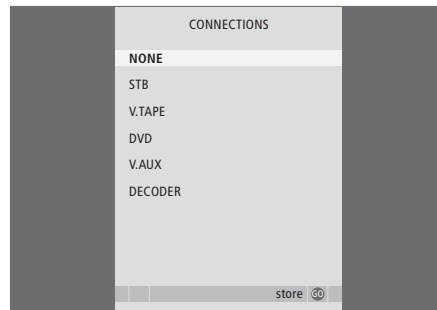 CONNECTIONS
NONE
STB
V.TAPE
DVD
V.AUX
DECODER
store GO